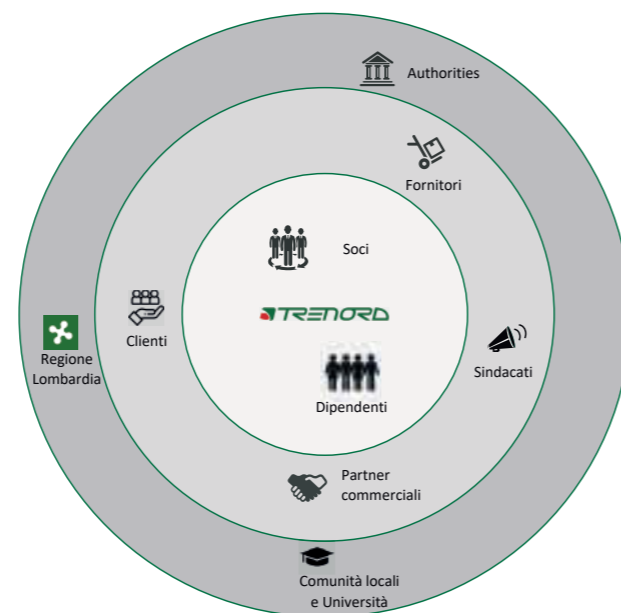 Authorities
Fornitori
Soci
TRENORD
Clienti
Regione
Lombardia
Sindacati
Dipendenti
Partner
commerciali
Comunità locali
e Università